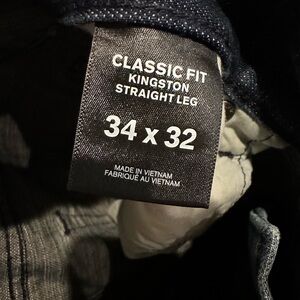 CLASSIC FIT
KINGSTON
STRAIGHT LEG
34 x 32
MADE IN VIETNAM
FABRIQUÉ AU VIETNAM